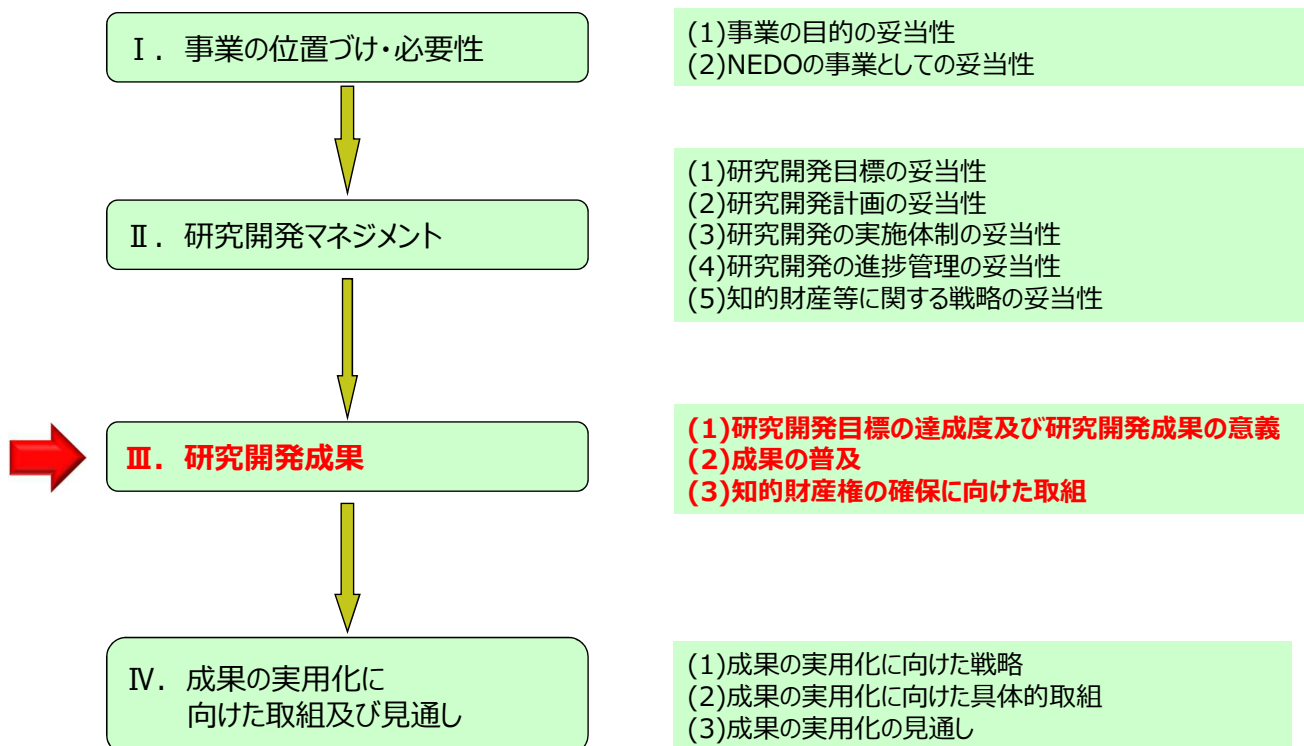 Ⅰ. 事業の位置づけ・必要性
(1)事業の目的の妥当性
(2)NEDOの事業としての妥当性
Ⅱ. 研究開発マネジメント
(1)研究開発目標の妥当性
(2)研究開発計画の妥当性
(3)研究開発の実施体制の妥当性
(4)研究開発の進捗管理の妥当性
(5)知的財産等に関する戦略の妥当性
Ⅲ. 研究開発成果
(1)研究開発目標の達成度及び研究開発成果の意義
(2)成果の普及
(3)知的財産権の確保に向けた取組
Ⅳ. 成果の実用化に
向けた取組及び見通し
(1)成果の実用化に向けた戦略
(2)成果の実用化に向けた具体的取組
(3)成果の実用化の見通し